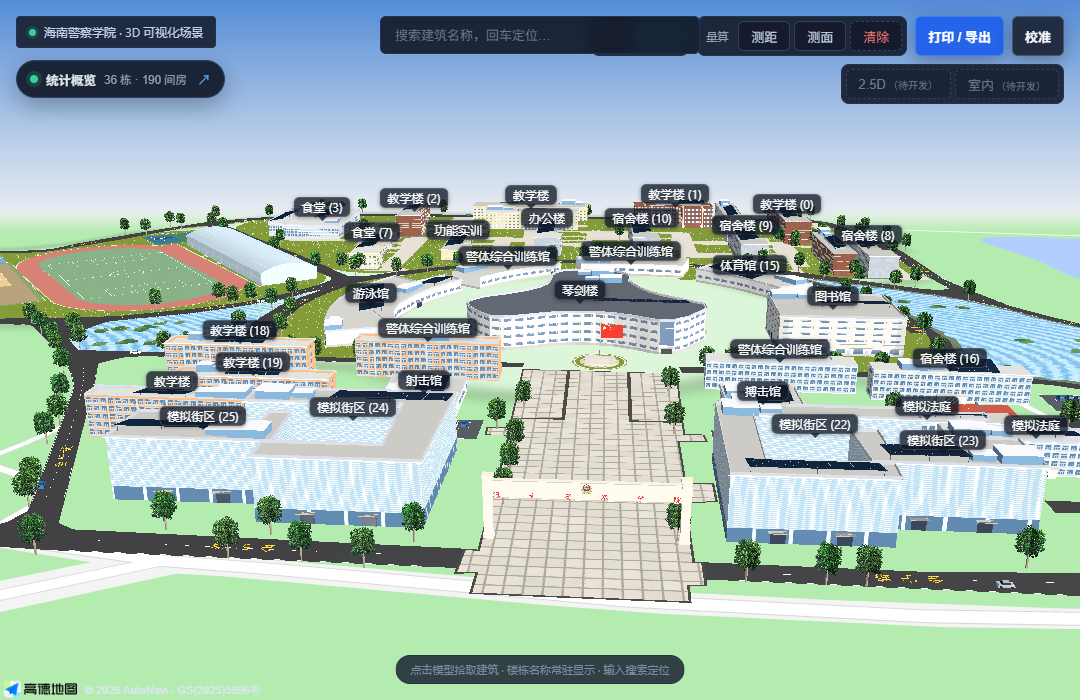 海南警察学院 · 3D 可视化场景
搜索建筑名称，回车定位…
量算
测距
测面
清除
打印 / 导出
校准
统计概览 36 栋 · 190 间房 ↗
2.5D （待开发）
室内 （待开发）
教学楼 (2)
教学楼
教学楼 (1)
食堂 (3)
教学楼 (0)
办公楼
宿舍楼 (10)
食堂 (7)
功能实训
宿舍楼 (9)
宿舍楼 (8)
警体综合训练馆
警体综合训练馆
体育馆 (15)
游泳馆
琴剑楼
图书馆
教学楼 (18)
警体综合训练馆
教学楼 (19)
警体综合训练馆
宿舍楼 (16)
教学楼
射击馆
搏击馆
模拟街区 (25)
模拟街区 (24)
模拟法庭
模拟街区 (22)
模拟法庭
模拟街区 (23)
点击模型拾取建筑 · 楼栋名称常驻显示 · 输入搜索定位
高德地图
© 2026 AutoNavi - GS(2025)5996号